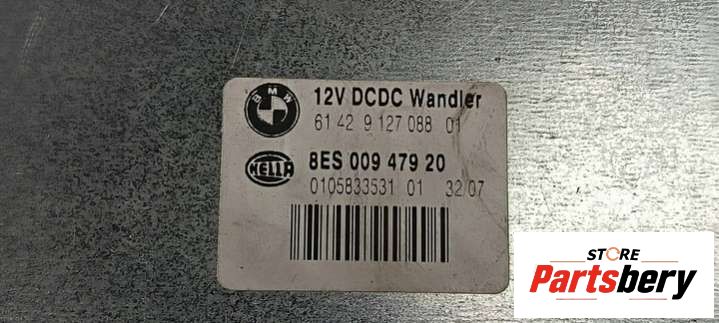 BMW
12V DCDC Wandler
61 42 9 127 088 01
HELLA
8ES 009 479 20
0105833531 01 32/07
STORE
Partsbery